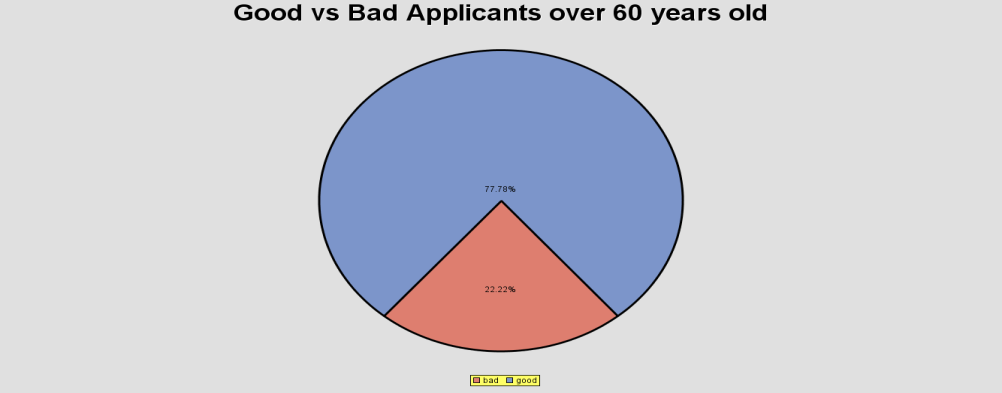 Good vs Bad Applicants over 60 years old
77.78%
22.22%
bad good